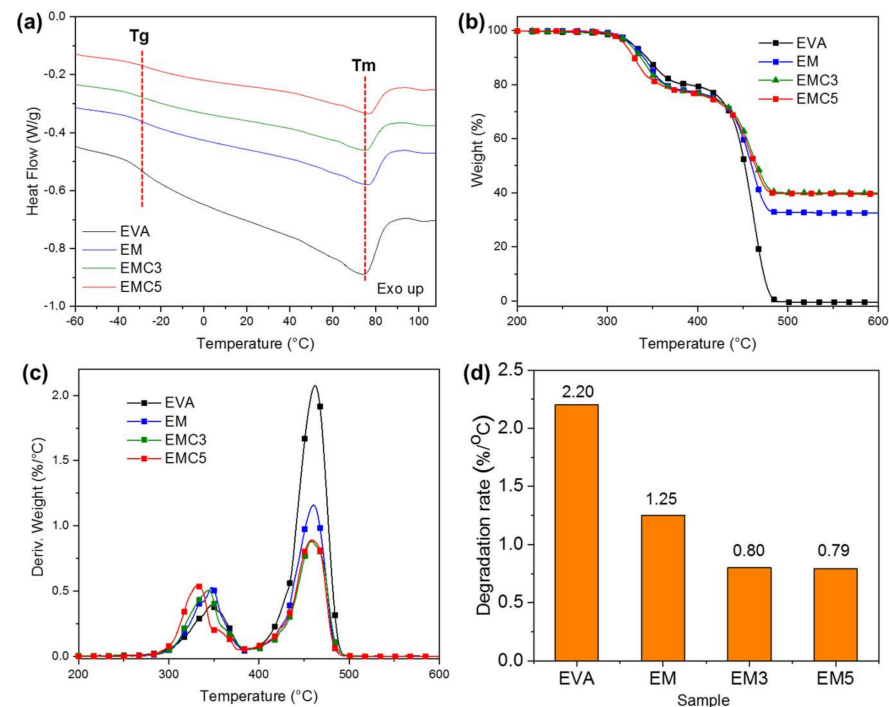 (a)
0.0
-0.2
-0.4
-0.6
-0.8
-1.0
Heat Flow (W/g)
Tg
Tm
EVA
EM
EMC3
EMC5
Exo up
-60 -40 -20 0 20 40 60 80 100
Temperature (°C)
(b)
100
80
60
40
20
0
Weight (%)
EVA
EM
EMC3
EMC5
200 300 400 500 600
Temperature (°C)
(c)
2.0
1.5
1.0
0.5
0.0
Deriv. Weight (%/°C)
EVA
EM
EMC3
EMC5
200 300 400 500 600
Temperature (°C)
(d)
2.5
2.0
1.5
1.0
0.5
0.0
Degradation rate (%/°C)
2.20
1.25
0.80
0.79
EVA EM EM3 EM5
Sample